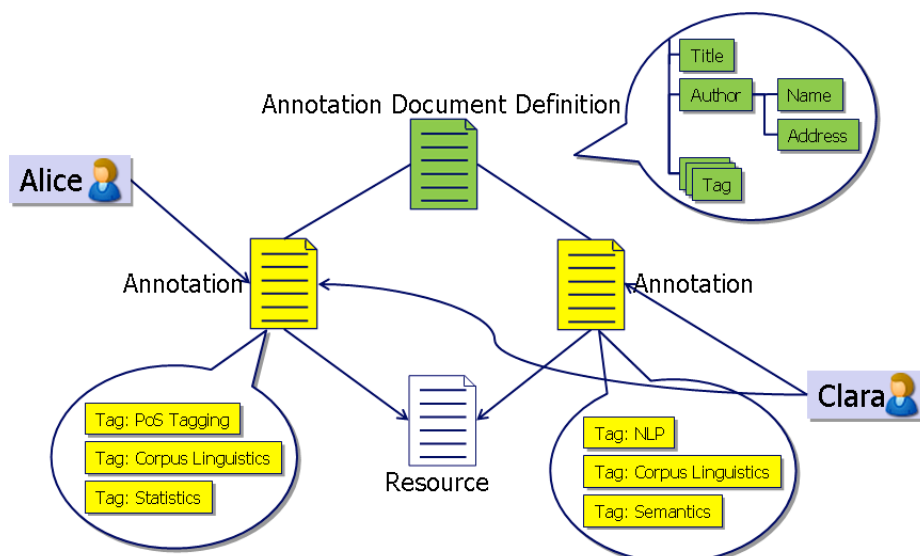 Title
Annotation Document Definition
Author
Name
Address
Tag
Alice
Annotation
Annotation
Clara
Tag: PoS Tagging
Tag: Corpus Linguistics
Tag: Statistics
Resource
Tag: NLP
Tag: Corpus Linguistics
Tag: Semantics